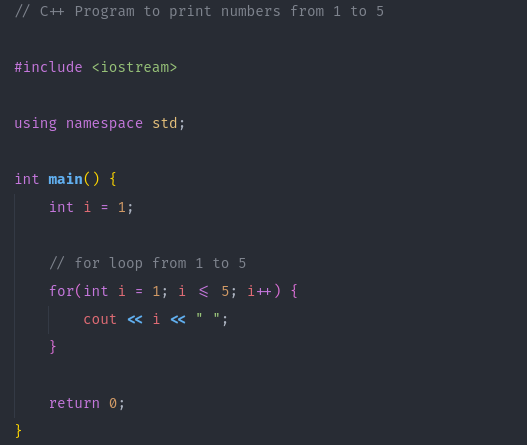 // C++ Program to print numbers from 1 to 5
#include <iostream>
using namespace std;
int main() {
    int i = 1;
    // for loop from 1 to 5
    for(int i = 1; i <= 5; i++) {
        cout << i << " ";
    }
    return 0;
}